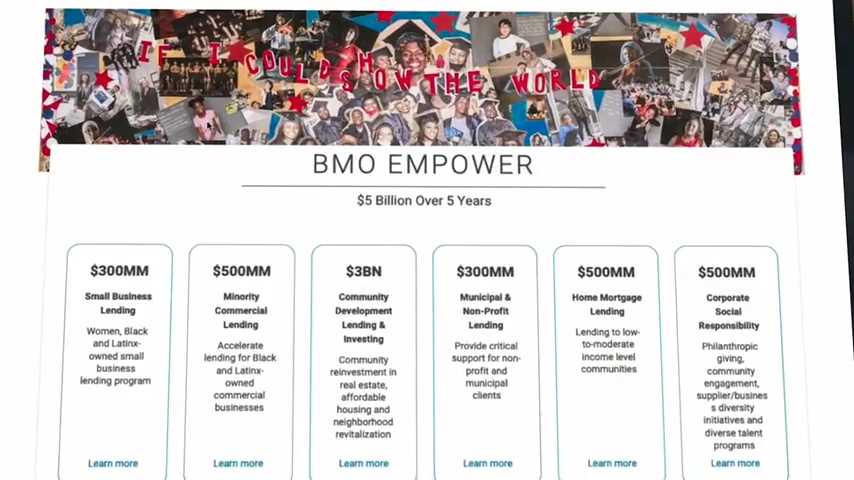 IF I COULD SHOW THE WORLD
BMO EMPOWER
$5 Billion Over 5 Years
$300MM
Small Business
Lending
Women, Black
and Latinx-
owned small
business
lending program
Learn more
$500MM
Minority
Commercial
Lending
Accelerate
lending for Black
and Latinx-
owned
commercial
businesses
Learn more
$3BN
Community
Development
Lending &
Investing
Community
reinvestment in
real estate,
affordable
housing and
neighborhood
revitalization
Learn more
$300MM
Municipal &
Non-Profit
Lending
Provide critical
support for non-
profit and
municipal
clients
Learn more
$500MM
Home Mortgage
Lending
Lending to low-
to-moderate
income level
communities
Learn more
$500MM
Corporate
Social
Responsibility
Philanthropic
giving,
community
engagement,
supplier/busines
s diversity
initiatives and
diverse talent
programs
Learn more